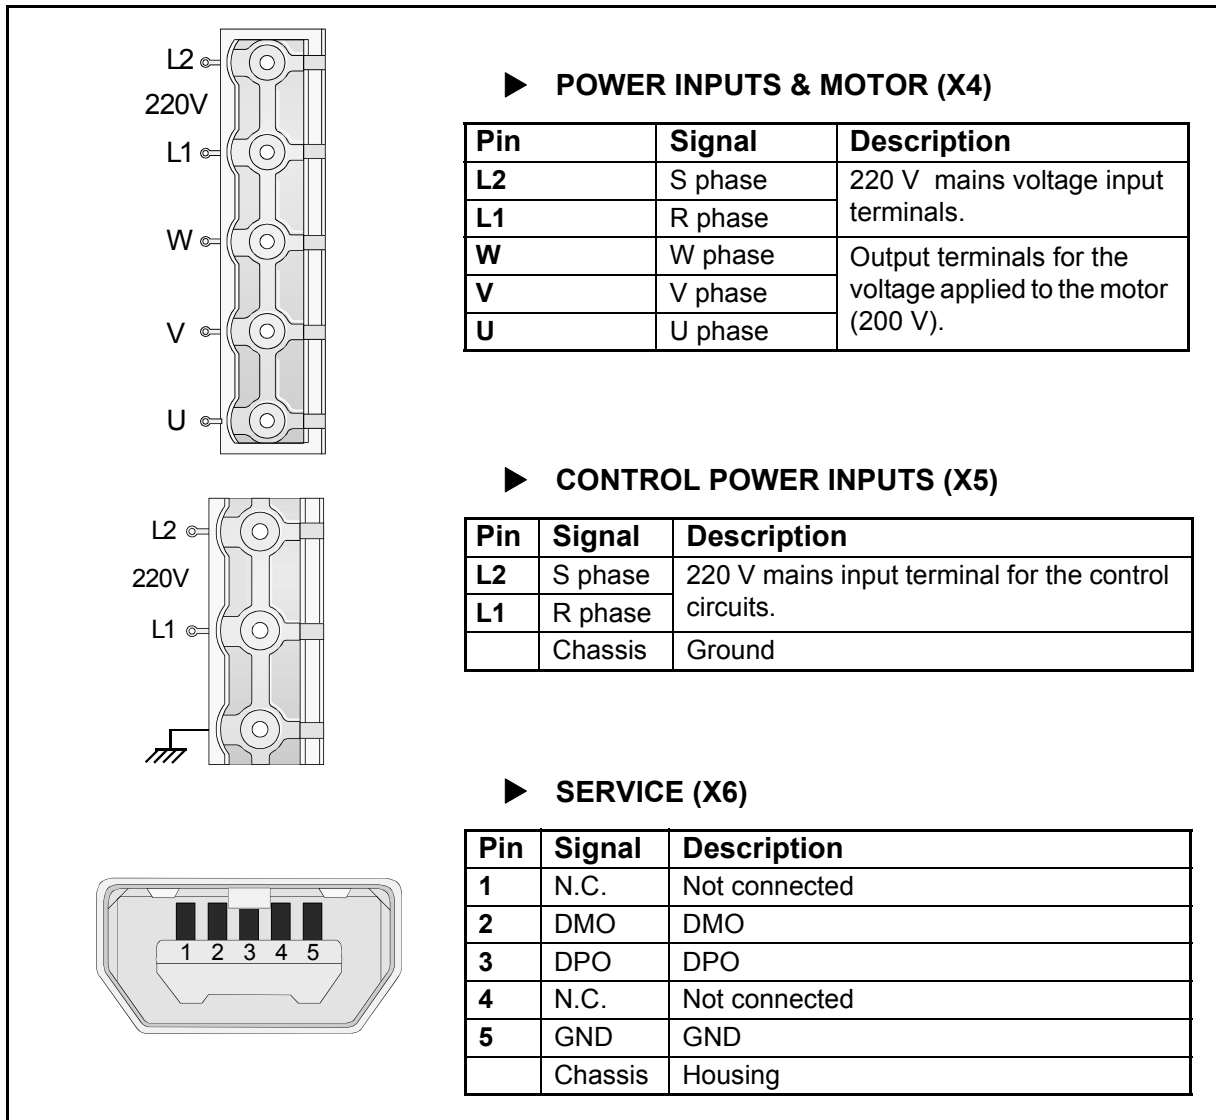 L2
220V
L1
W
V
U
▶ POWER INPUTS & MOTOR (X4)
Pin Signal Description
L2 S phase 220 V mains voltage input
L1 R phase terminals.
W W phase Output terminals for the
V V phase voltage applied to the motor
U U phase (200 V).
L2
220V
L1
▶ CONTROL POWER INPUTS (X5)
Pin Signal Description
L2 S phase 220 V mains input terminal for the control
L1 R phase circuits.
Chassis Ground
1 2 3 4 5
▶ SERVICE (X6)
Pin Signal Description
1 N.C. Not connected
2 DMO DMO
3 DPO DPO
4 N.C. Not connected
5 GND GND
Chassis Housing